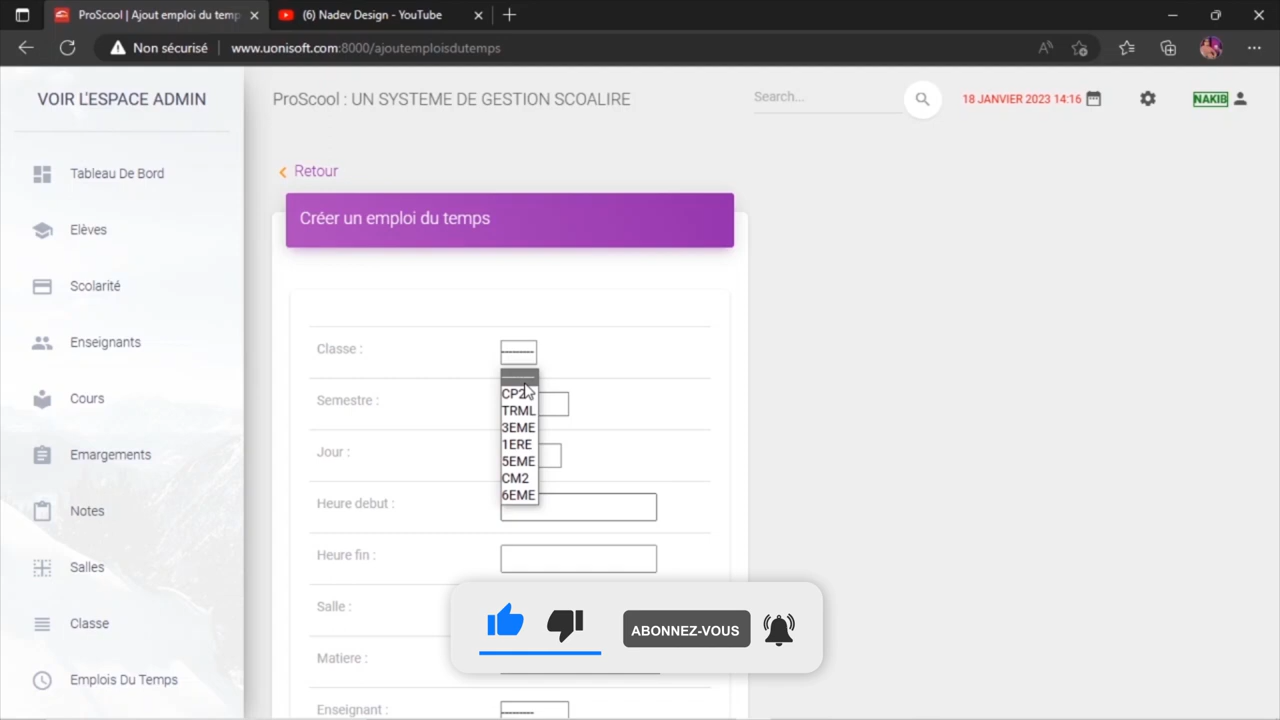 ProScool | Ajout emploi du temp
(6) Nadev Design - YouTube
Non sécurisé
www.uonisoft.com:8000/ajoutemploisdutemps
VOIR L'ESPACE ADMIN
ProScool : UN SYSTEME DE GESTION SCOALIRE
Search...
18 JANVIER 2023 14:16
NAKIB
Tableau De Bord
Elèves
Scolarité
Enseignants
Cours
Emargements
Notes
Salles
Classe
Emplois Du Temps
Retour
Créer un emploi du temps
Classe :
----------
----------
CP2
TRML
3EME
1ERE
5EME
CM2
6EME
Semestre :
Jour :
Heure debut :
Heure fin :
Salle :
Matiere :
Enseignant :
----------
ABONNEZ-VOUS